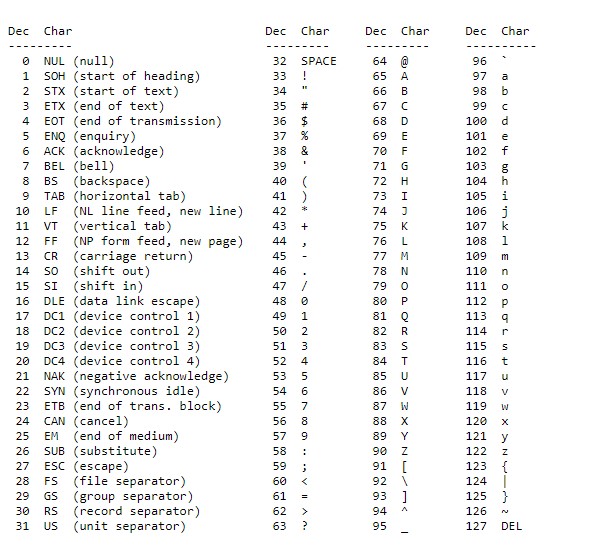 Dec  Char                           Dec  Char     Dec  Char     Dec  Char
---------                           ---------     ---------     ----------
  0  NUL (null)                      32  SPACE     64  @         96  `
  1  SOH (start of heading)          33  !         65  A         97  a
  2  STX (start of text)             34  "         66  B         98  b
  3  ETX (end of text)               35  #         67  C         99  c
  4  EOT (end of transmission)       36  $         68  D        100  d
  5  ENQ (enquiry)                   37  %         69  E        101  e
  6  ACK (acknowledge)               38  &         70  F        102  f
  7  BEL (bell)                      39  '         71  G        103  g
  8  BS  (backspace)                 40  (         72  H        104  h
  9  TAB (horizontal tab)            41  )         73  I        105  i
 10  LF  (NL line feed, new line)    42  *         74  J        106  j
 11  VT  (vertical tab)              43  +         75  K        107  k
 12  FF  (NP form feed, new page)    44  ,         76  L        108  l
 13  CR  (carriage return)           45  -         77  M        109  m
 14  SO  (shift out)                 46  .         78  N        110  n
 15  SI  (shift in)                  47  /         79  O        111  o
 16  DLE (data link escape)          48  0         80  P        112  p
 17  DC1 (device control 1)          49  1         81  Q        113  q
 18  DC2 (device control 2)          50  2         82  R        114  r
 19  DC3 (device control 3)          51  3         83  S        115  s
 20  DC4 (device control 4)          52  4         84  T        116  t
 21  NAK (negative acknowledge)      53  5         85  U        117  u
 22  SYN (synchronous idle)          54  6         86  V        118  v
 23  ETB (end of trans. block)       55  7         87  W        119  w
 24  CAN (cancel)                    56  8         88  X        120  x
 25  EM  (end of medium)             57  9         89  Y        121  y
 26  SUB (substitute)                58  :         90  Z        122  z
 27  ESC (escape)                    59  ;         91  [        123  {
 28  FS  (file separator)            60  <         92  \        124  |
 29  GS  (group separator)           61  =         93  ]        125  }
 30  RS  (record separator)          62  >         94  ^        126  ~
 31  US  (unit separator)            63  ?         95  _        127  DEL